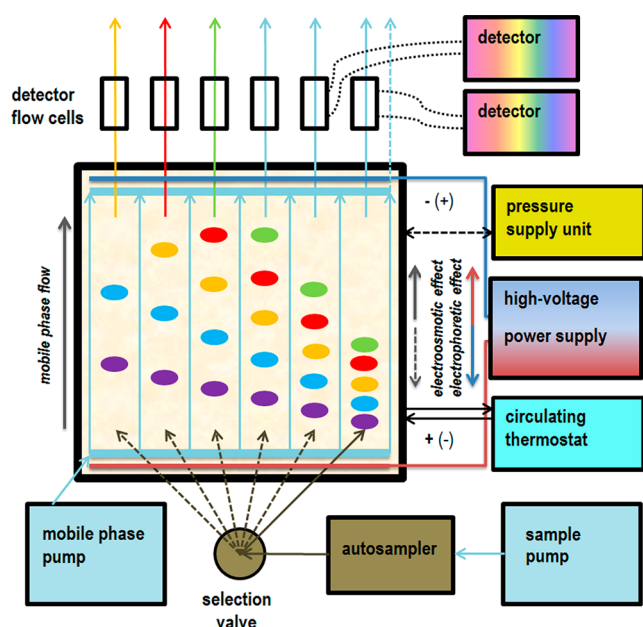 detector
detector
flow cells
detector
- (+)
pressure
supply unit
mobile phase flow
electroosmotic effect
electrophoretic effect
high-voltage
power supply
circulating
thermostat
+ (-)
mobile phase
pump
autosampler
sample
pump
selection
valve